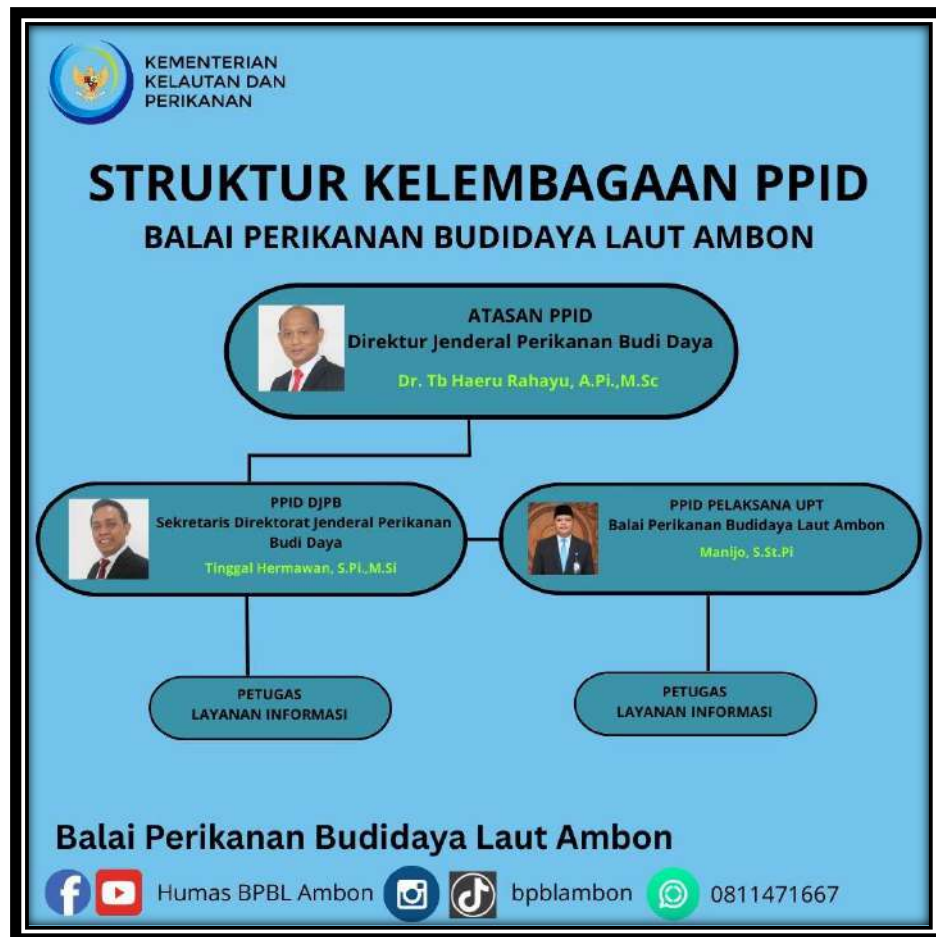 KEMENTERIAN
KELAUTAN DAN
PERIKANAN
STRUKTUR KELEMBAGAAN PPID
BALAI PERIKANAN BUDIDAYA LAUT AMBON
ATASAN PPID
Direktur Jenderal Perikanan Budi Daya
Dr. Tb Haeru Rahayu, A.Pi.,M.Sc
PPID DJPB
Sekretaris Direktorat Jenderal Perikanan
Budi Daya
Tinggal Hermawan, S.Pi.,M.Si
PPID PELAKSANA UPT
Balai Perikanan Budidaya Laut Ambon
Manijo, S.St.Pi
PETUGAS
LAYANAN INFORMASI
PETUGAS
LAYANAN INFORMASI
Balai Perikanan Budidaya Laut Ambon
Humas BPBL Ambon bpblambon 0811471667